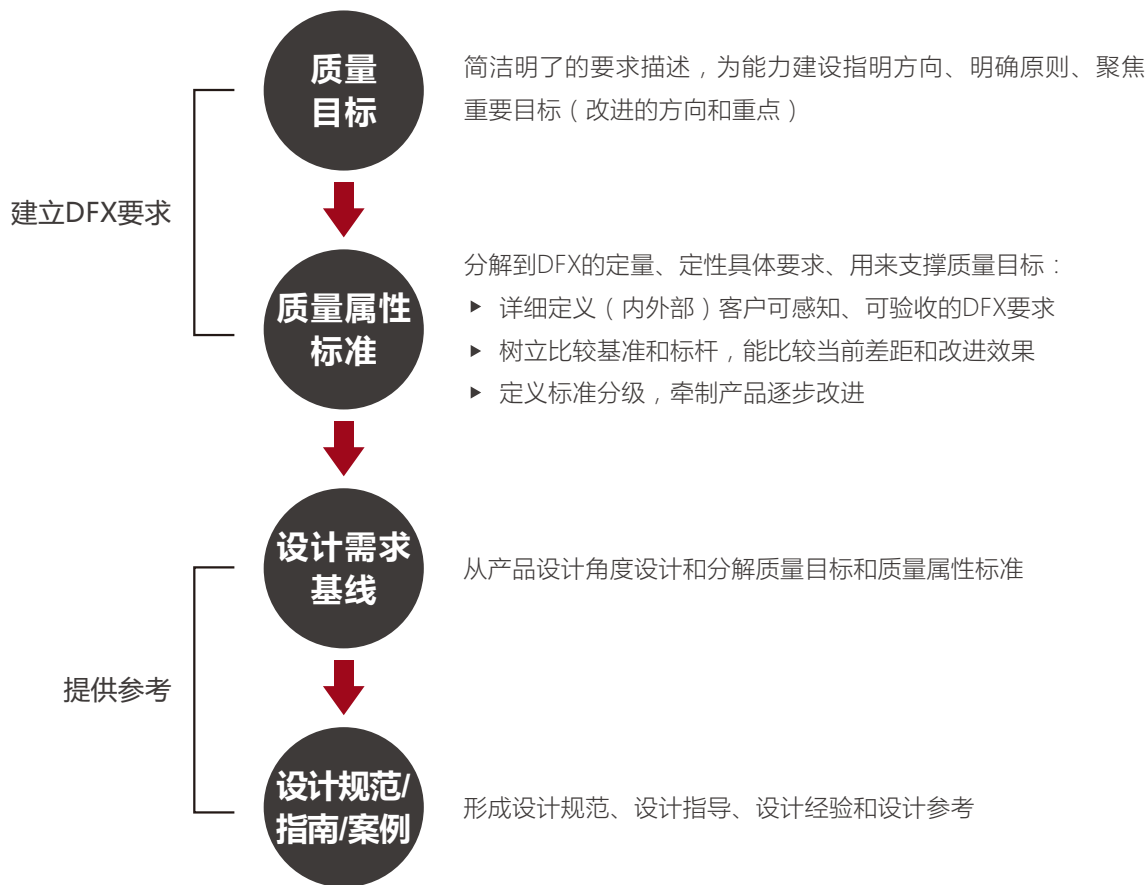 质量
目标
简洁明了的要求描述，为能力建设指明方向、明确原则、聚焦
重要目标（改进的方向和重点）
建立DFX要求
质量属性
标准
分解到DFX的定量、定性具体要求、用来支撑质量目标：
▶ 详细定义（内外部）客户可感知、可验收的DFX要求
▶ 树立比较基准和标杆，能比较当前差距和改进效果
▶ 定义标准分级，牵制产品逐步改进
设计需求
基线
从产品设计角度设计和分解质量目标和质量属性标准
提供参考
设计规范/
指南/案例
形成设计规范、设计指导、设计经验和设计参考